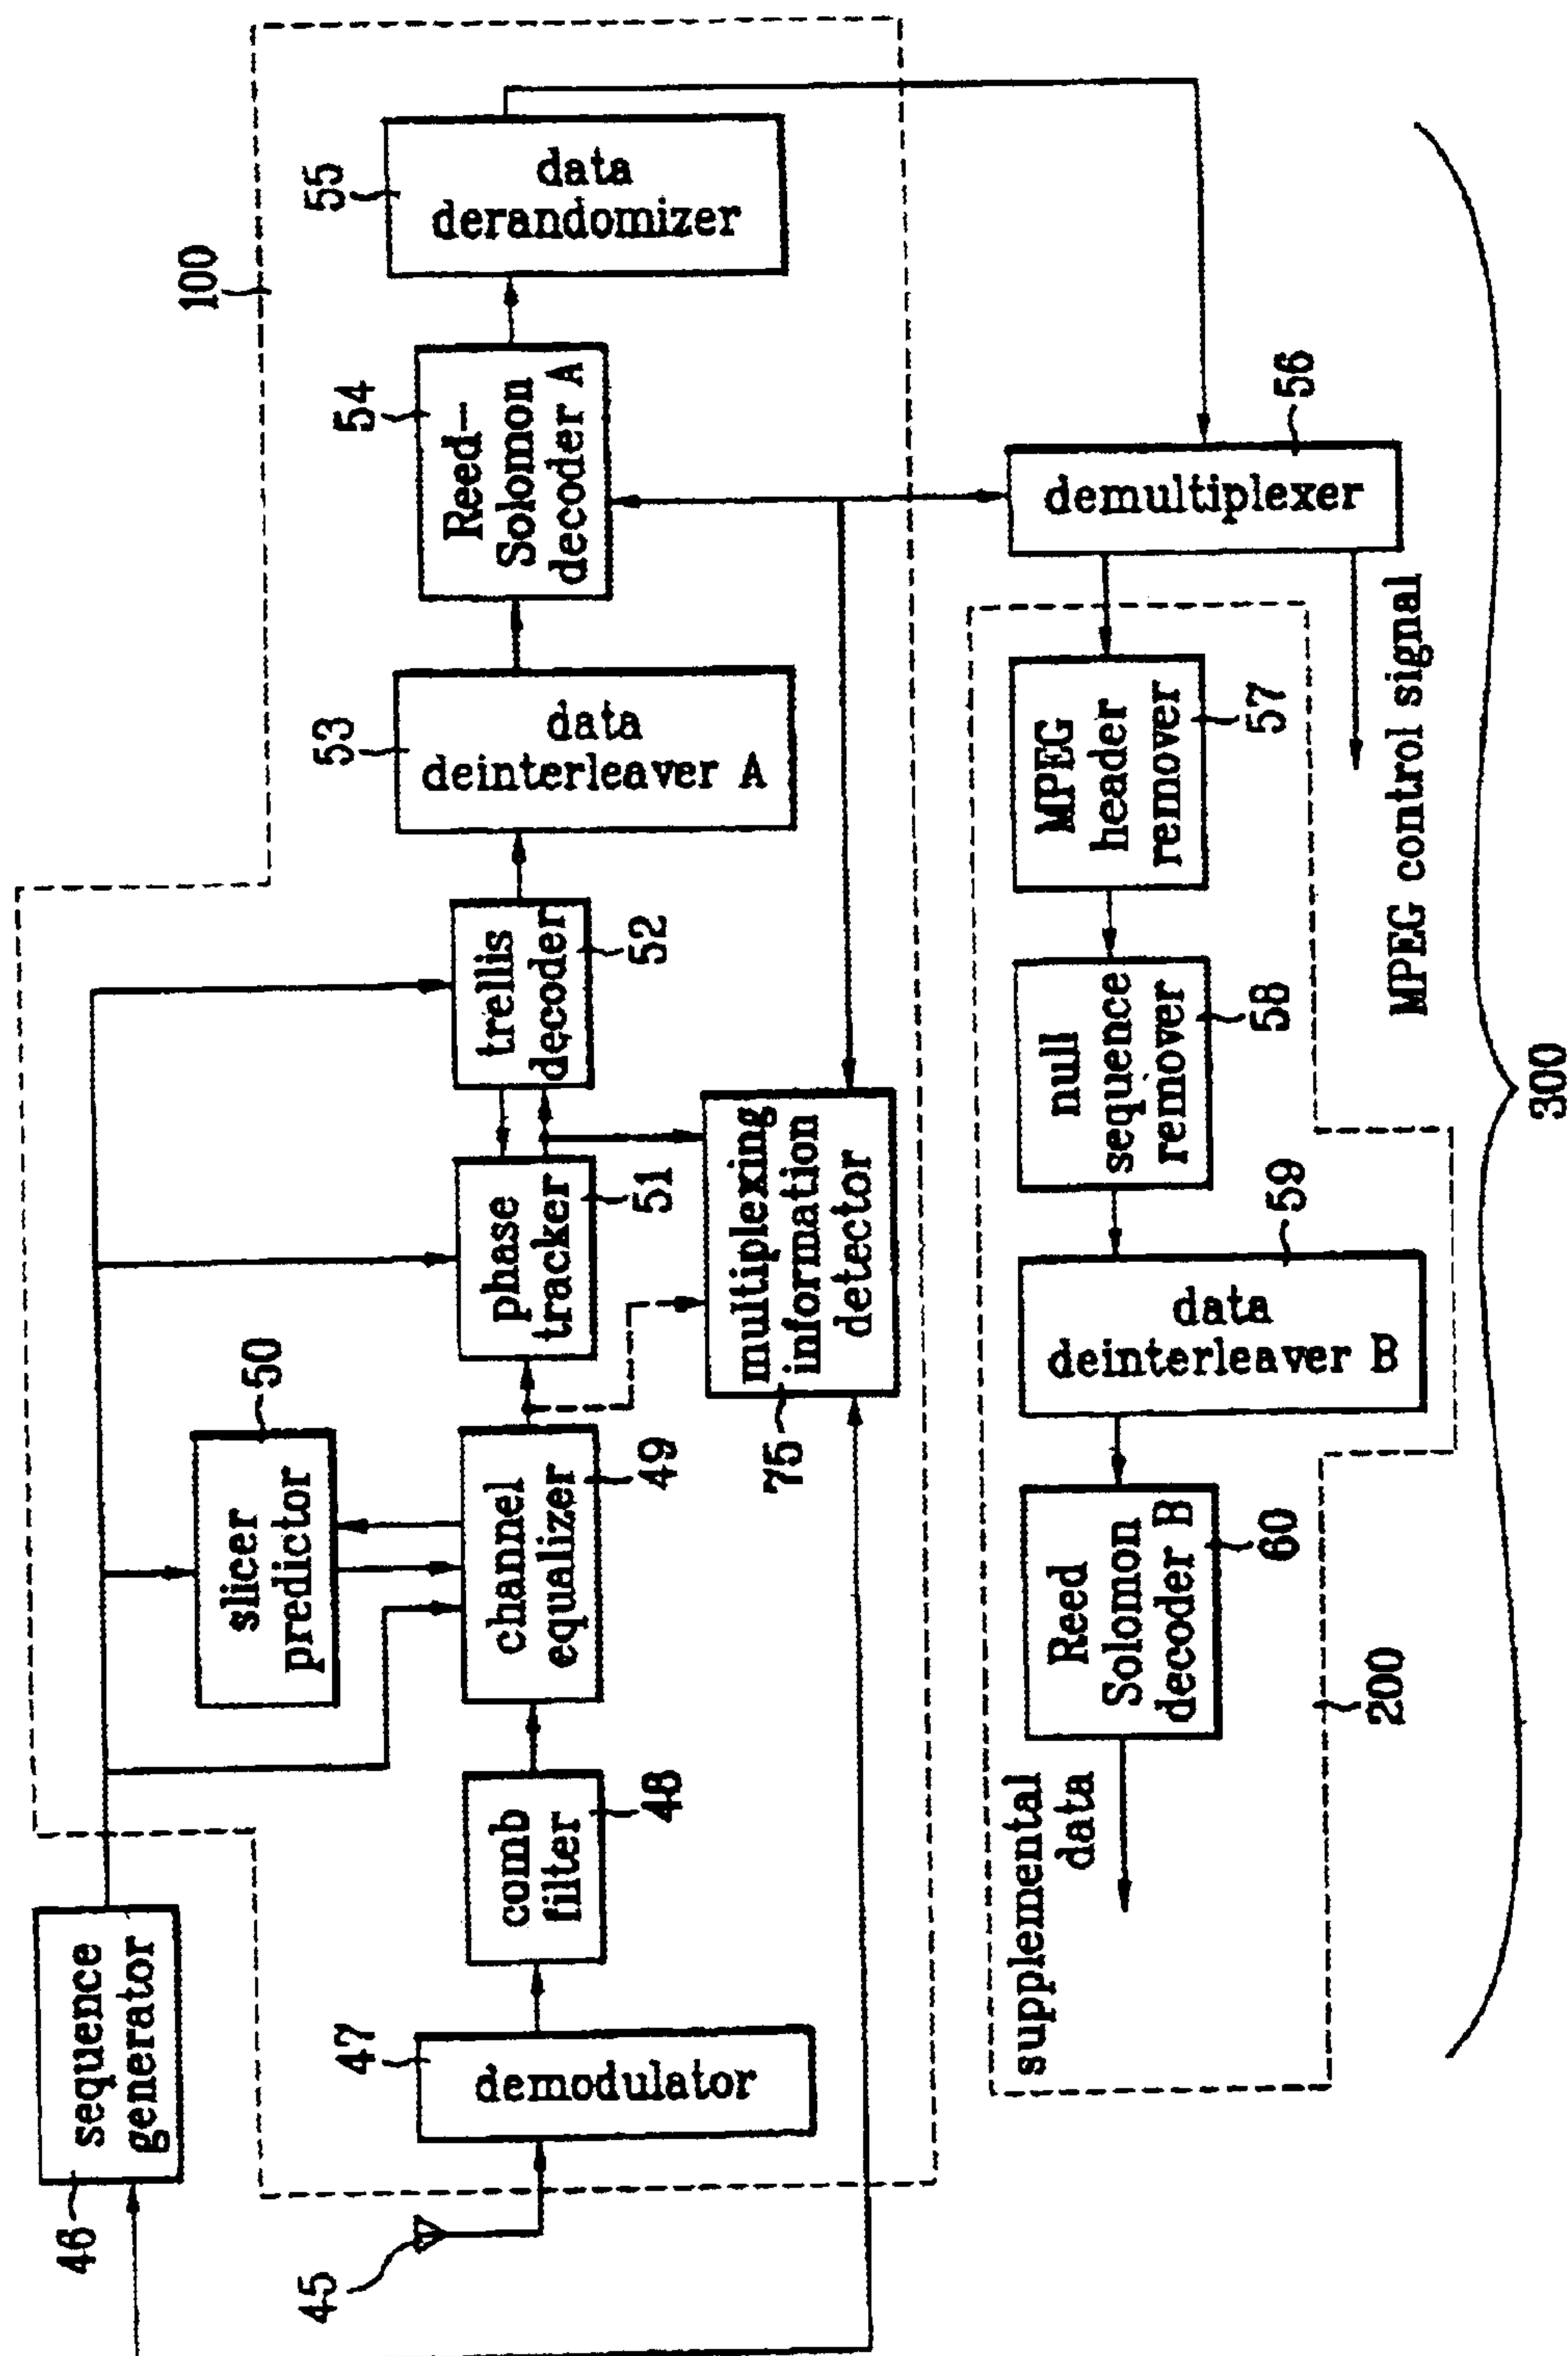 100
55
data
derandomizer
54
Reed-
Solomon
decoder A
53
data
deinterleaver A
trellis
decoder
52
phase
tracker
51
50
slicer
predictor
channel
equalizer
49
comb
filter
48
47
demodulator
sequence
generator
46
45
multiplexing
information
detector
75
demultiplexer
56
MPEG control signal
MPEG
header
remover
57
null
sequence
remover
58
59
data
deinterleaver B
Reed
Solomon
decoder B
60
supplemental
data
200
300